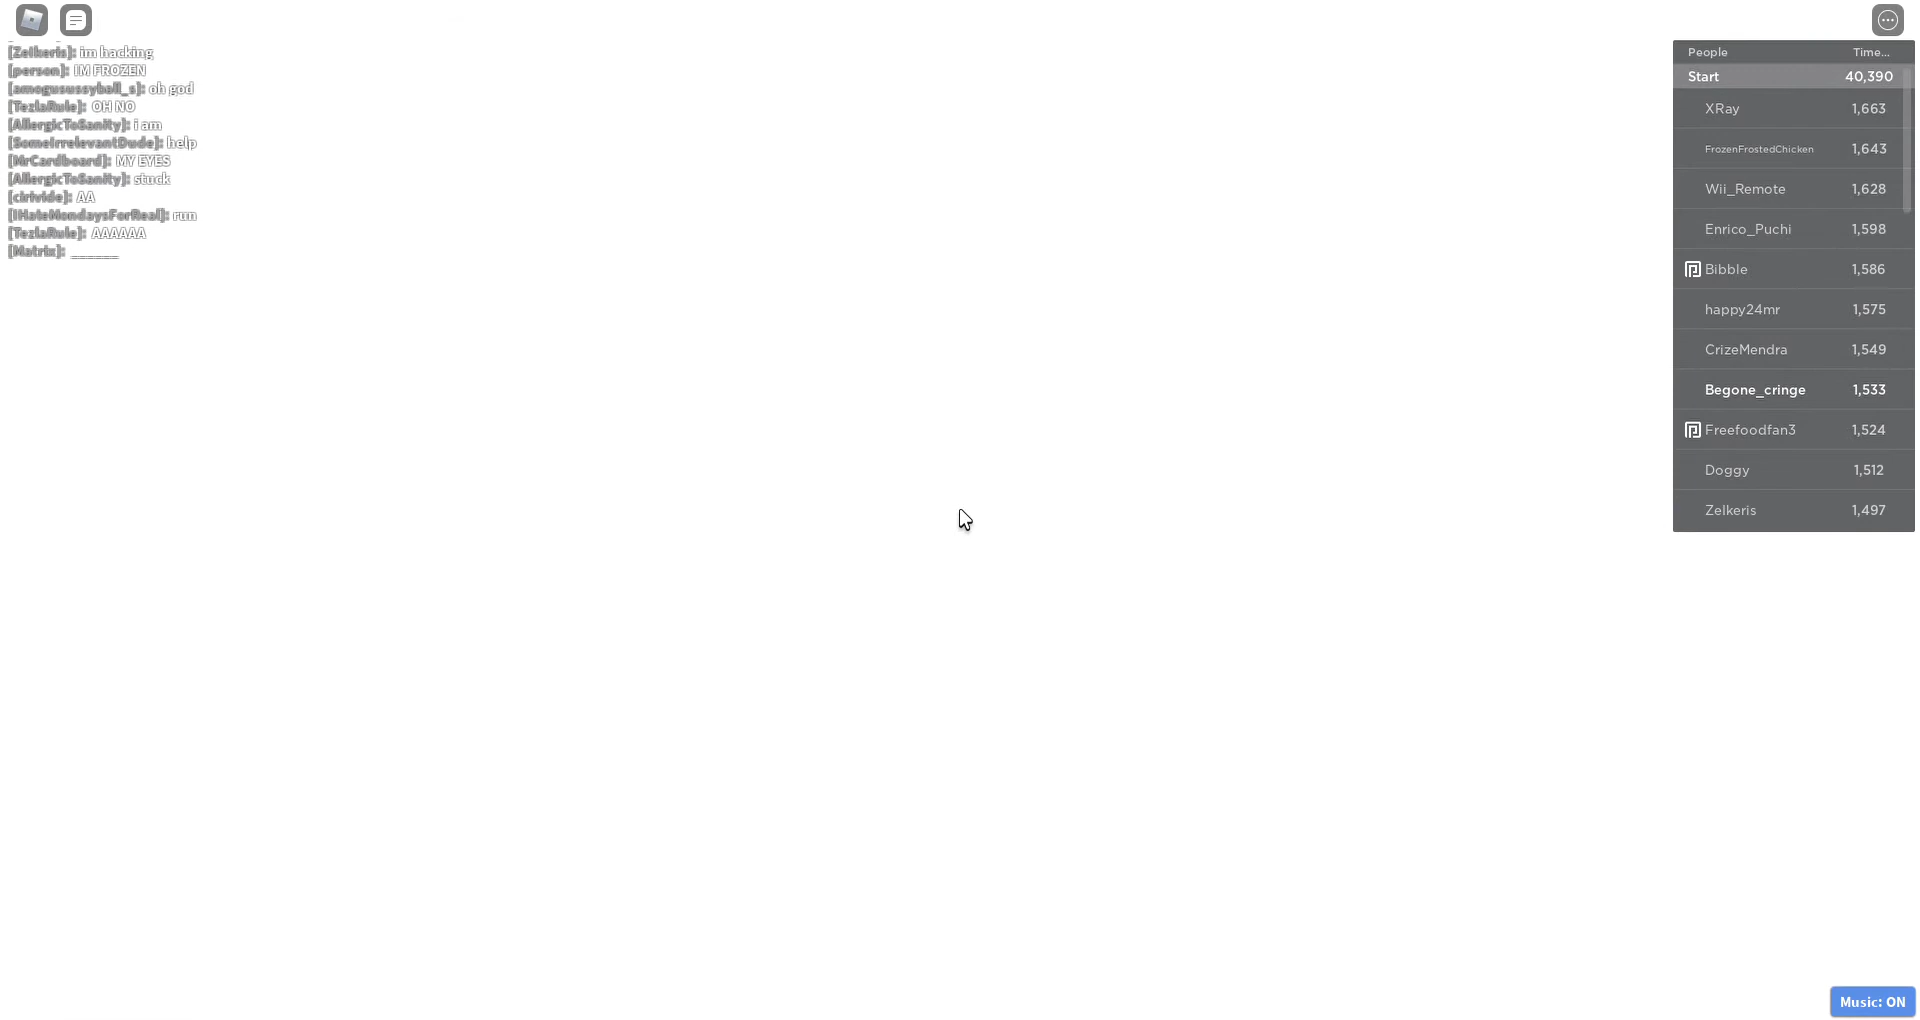 [Zelkeris]: im hacking
[person]: IM FROZEN
[amogusussyball_s]: oh god
[TezlaRule]: OH NO
[AllergicToSanity]: i am
[SomeIrrelevantDude]: help
[MrCardboard]: MY EYES
[AllergicToSanity]: stuck
[cirivide]: AA
[IHateMondaysForReal]: run
[TezlaRule]: AAAAAA
[Matrix]: ______
People Time...
Start 40,390
XRay 1,663
FrozenFrostedChicken 1,643
Wii_Remote 1,628
Enrico_Puchi 1,598
Bibble 1,586
happy24mr 1,575
CrizeMendra 1,549
Begone_cringe 1,533
Freefoodfan3 1,524
Doggy 1,512
Zelkeris 1,497
Music: ON